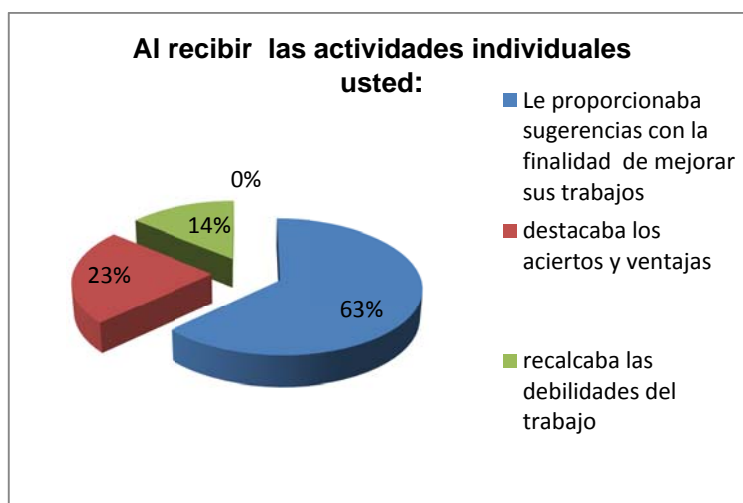 Al recibir las actividades individuales
usted:
Le proporcionaba
sugerencias con la
finalidad de mejorar
sus trabajos
destacaba los
aciertos y ventajas
recalcaba las
debilidades del
trabajo
0%
14%
23%
63%